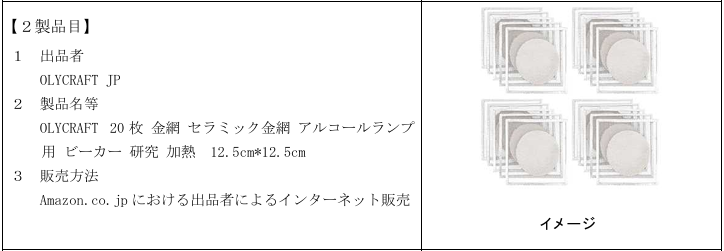 【２製品目】
１　出品者
OLYCRAFT JP
２　製品名等
OLYCRAFT 20 枚 金網 セラミック金網 アルコールランプ
用 ビーカー 研究 加熱　12.5cm*12.5cm
３　販売方法
Amazon.co.jp における出品者によるインターネット販売
イメージ